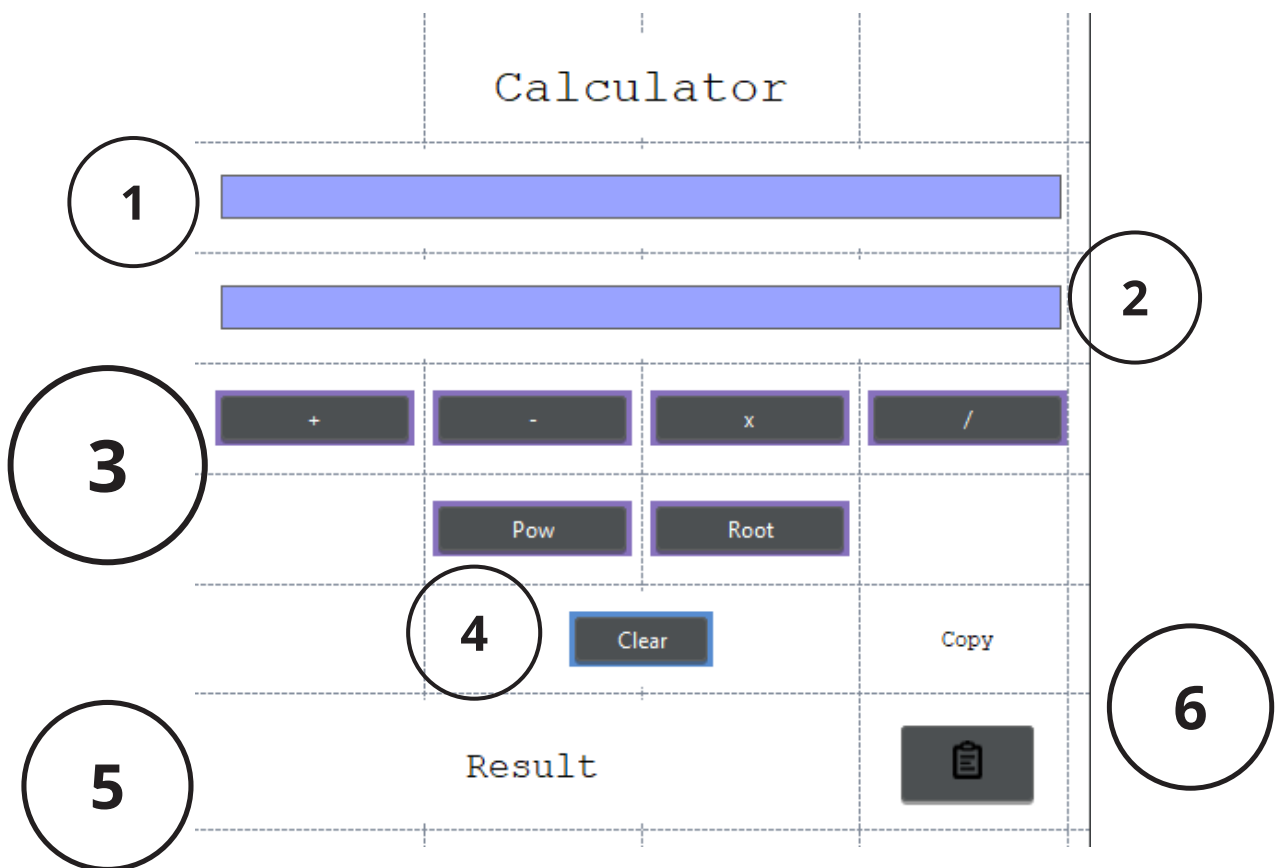 Calculator
1
2
+ - x /
3
Pow Root
4 Clear Copy
6
5 Result